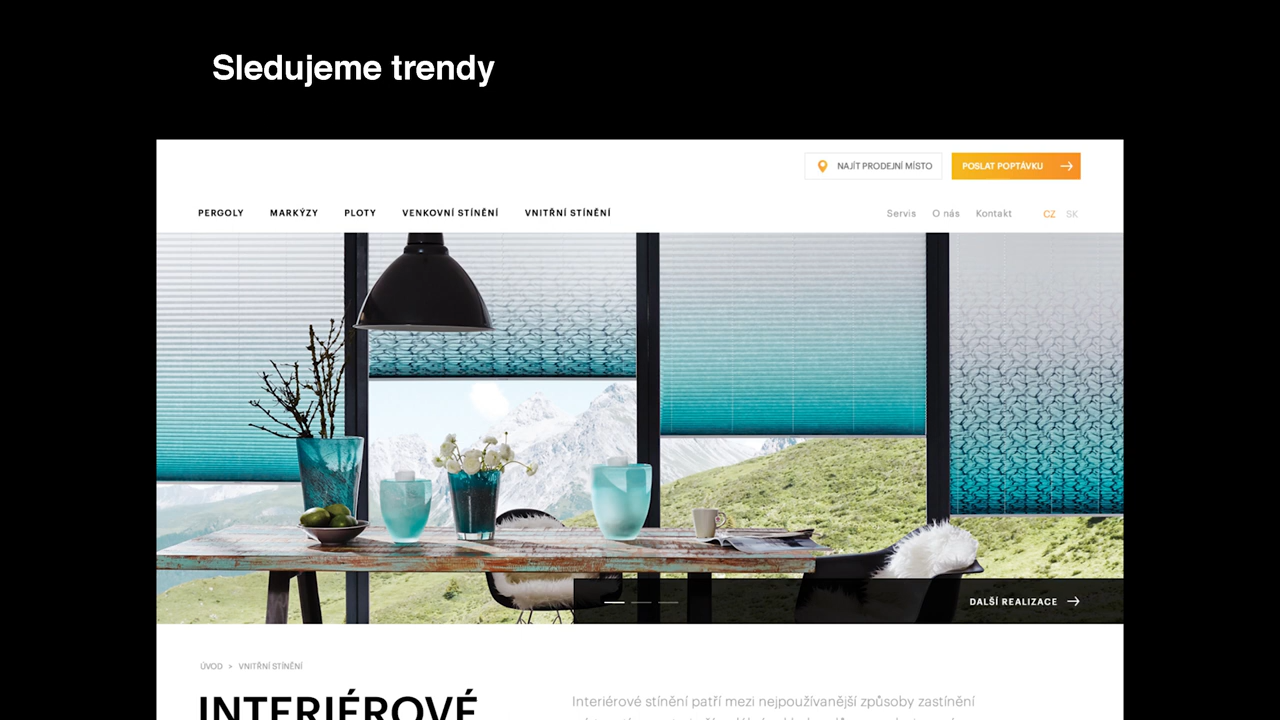 Sledujeme trendy
NAJÍT PRODEJNÍ MÍSTO
POSLAT POPTÁVKU
PERGOLY MARKÝZY PLOTY VENKOVNÍ STÍNĚNÍ VNITŘNÍ STÍNĚNÍ
Servis O nás Kontakt CZ SK
DALŠÍ REALIZACE
ÚVOD > VNITŘNÍ STÍNĚNÍ
INTERIÉROVÉ
Interiérové stínění patří mezi nejpoužívanější způsoby zastínění